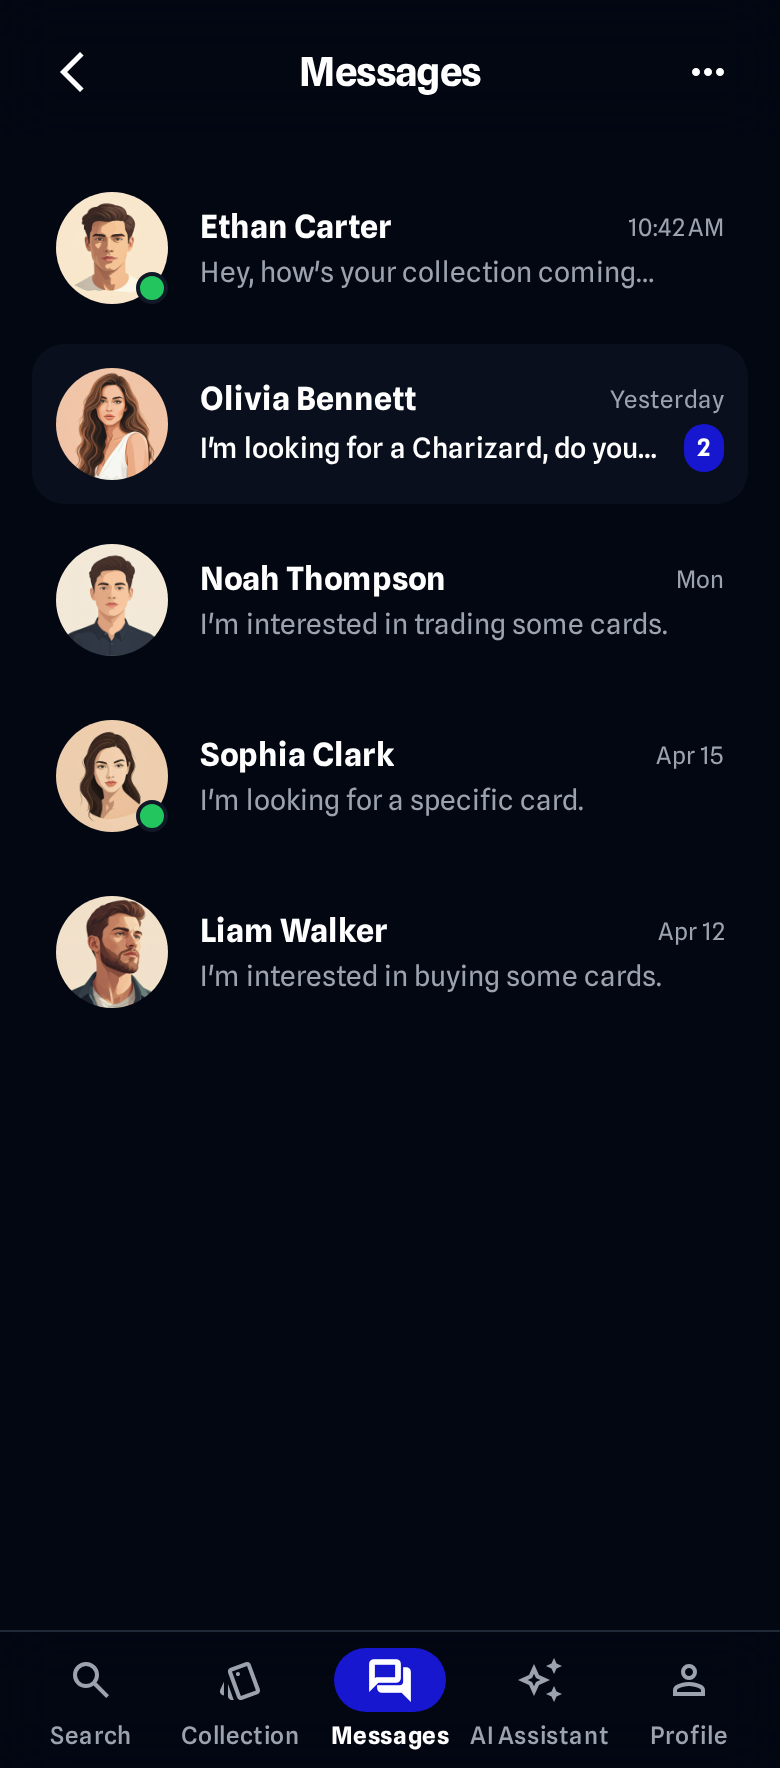 Messages
Ethan Carter 10:42 AM
Hey, how's your collection coming...
Olivia Bennett Yesterday
I'm looking for a Charizard, do you... 2
Noah Thompson Mon
I'm interested in trading some cards.
Sophia Clark Apr 15
I'm looking for a specific card.
Liam Walker Apr 12
I'm interested in buying some cards.
Search Collection Messages AI Assistant Profile